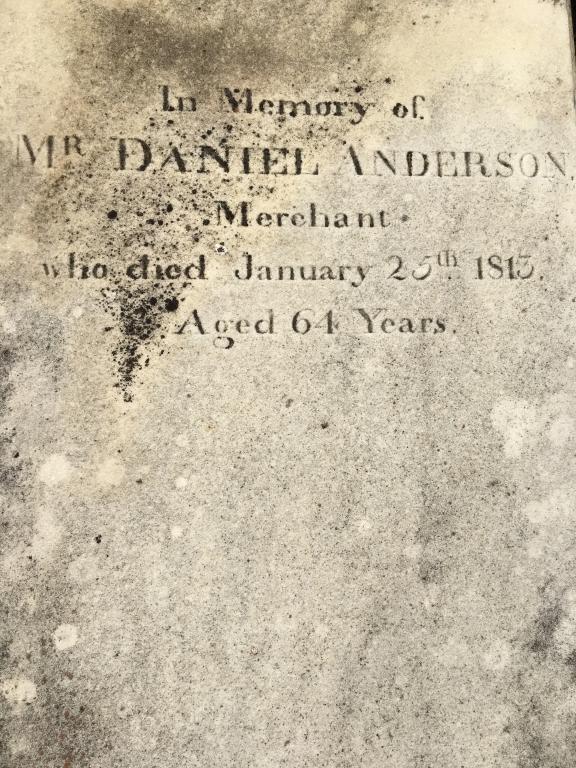 In Memory of
MR. DANIEL ANDERSON,
Merchant
who died January 25th 1813.
Aged 64 Years.